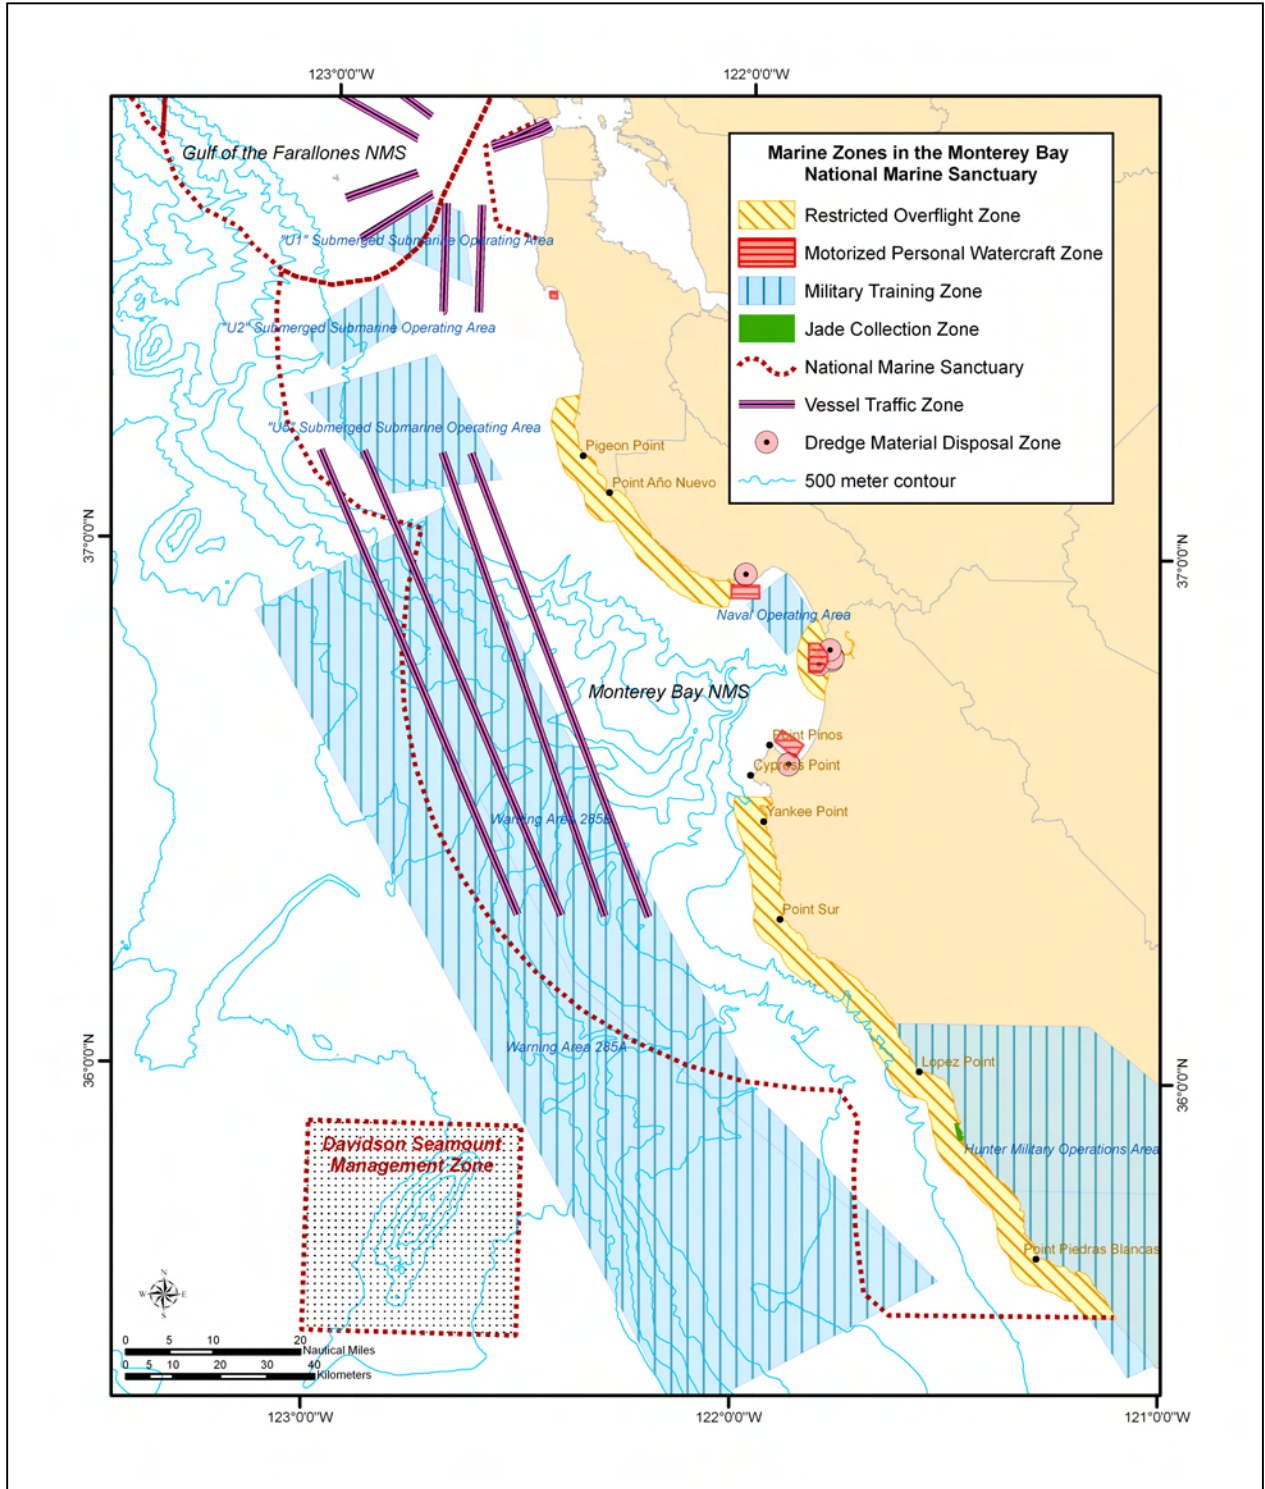 123°0'0"W
122°0'0"W
Gulf of the Farallones NMS
Marine Zones in the Monterey Bay
National Marine Sanctuary
Restricted Overflight Zone
Motorized Personal Watercraft Zone
Military Training Zone
Jade Collection Zone
National Marine Sanctuary
Vessel Traffic Zone
Dredge Material Disposal Zone
500 meter contour
"U1" Submerged Submarine Operating Area
"U2" Submerged Submarine Operating Area
"U5" Submerged Submarine Operating Area
Pigeon Point
Point Año Nuevo
37°0'0"N
37°0'0"N
Naval Operating Area
Monterey Bay NMS
Point Pinos
Cypress Point
Yankee Point
Warning Area 285B
Point Sur
Warning Area 285A
36°0'0"N
36°0'0"N
Lopez Point
Hunter Military Operations Area
Davidson Seamount
Management Zone
Point Piedras Blancas
N
W E
S
0 5 10 20
Nautical Miles
0 5 10 20 30 40
Kilometers
123°0'0"W
122°0'0"W
121°0'0"W